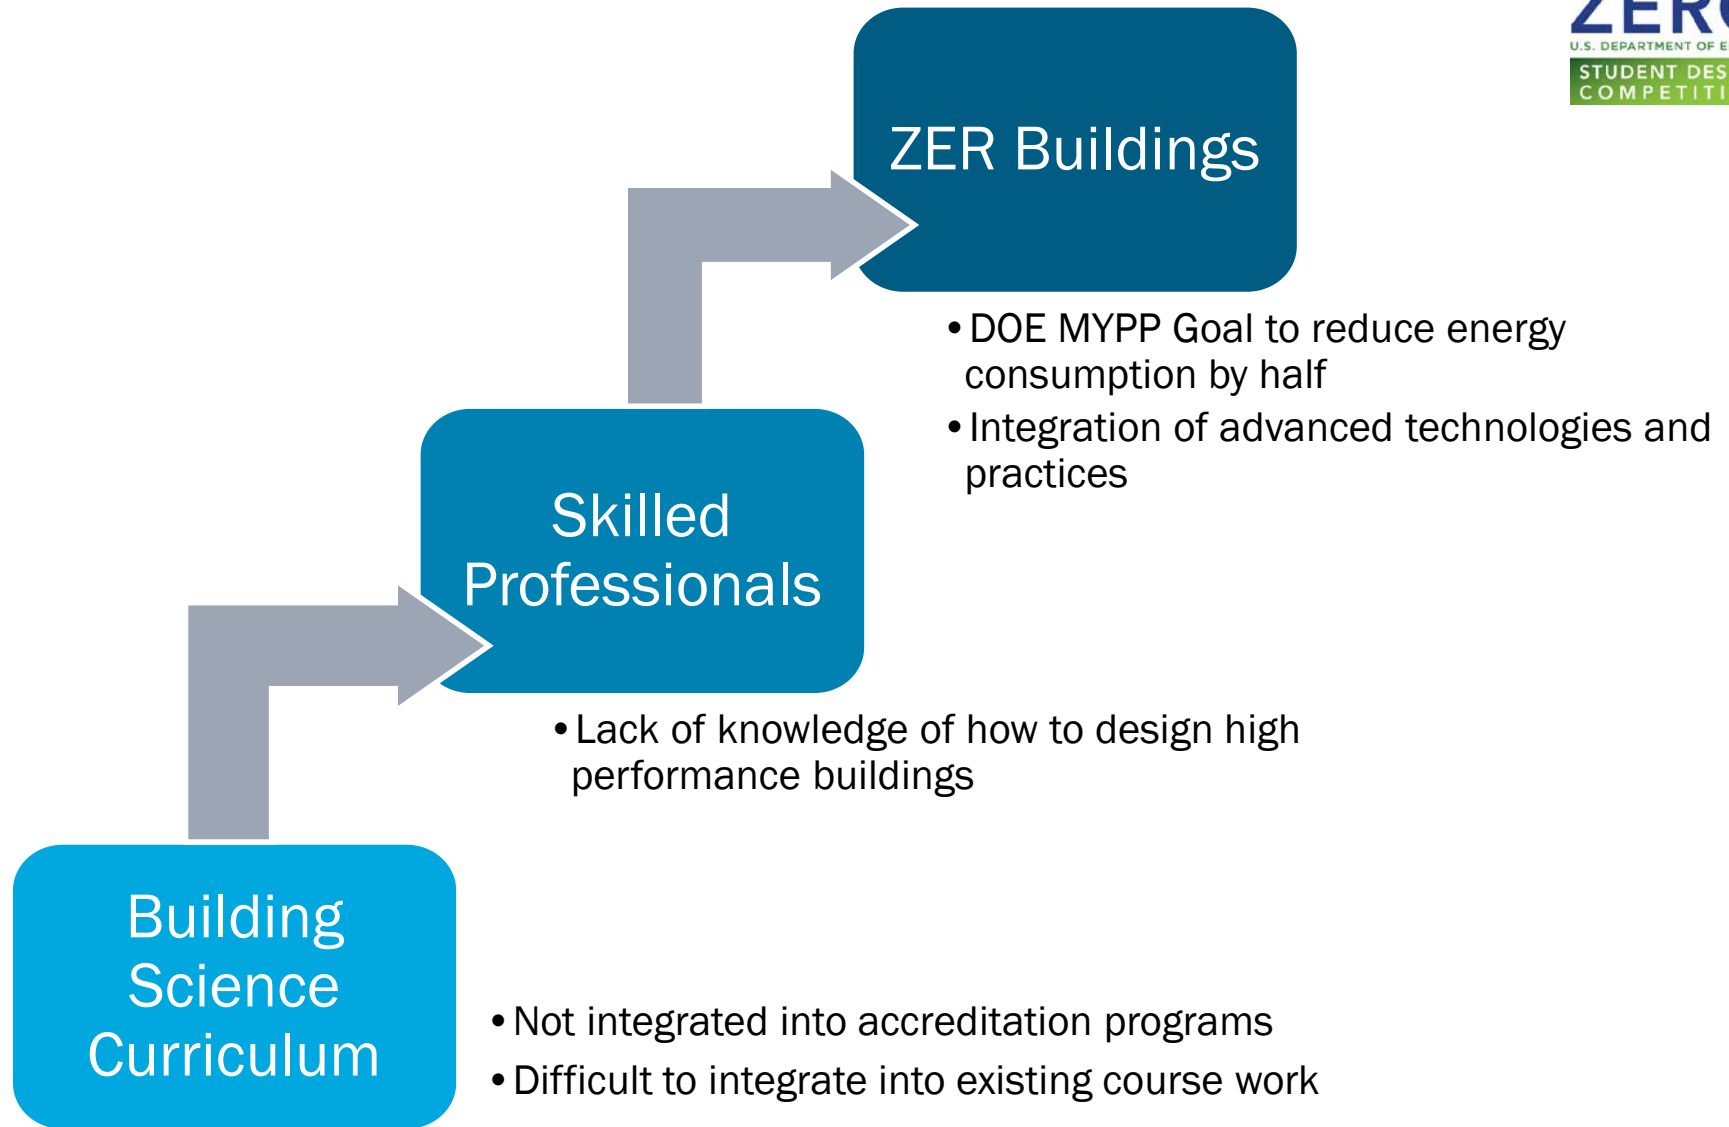 ZER Buildings
• DOE MYPP Goal to reduce energy
consumption by half
• Integration of advanced technologies and
practices
Skilled
Professionals
• Lack of knowledge of how to design high
performance buildings
Building
Science
Curriculum
• Not integrated into accreditation programs
• Difficult to integrate into existing course work
U.S. DEPARTMENT OF
STUDENT